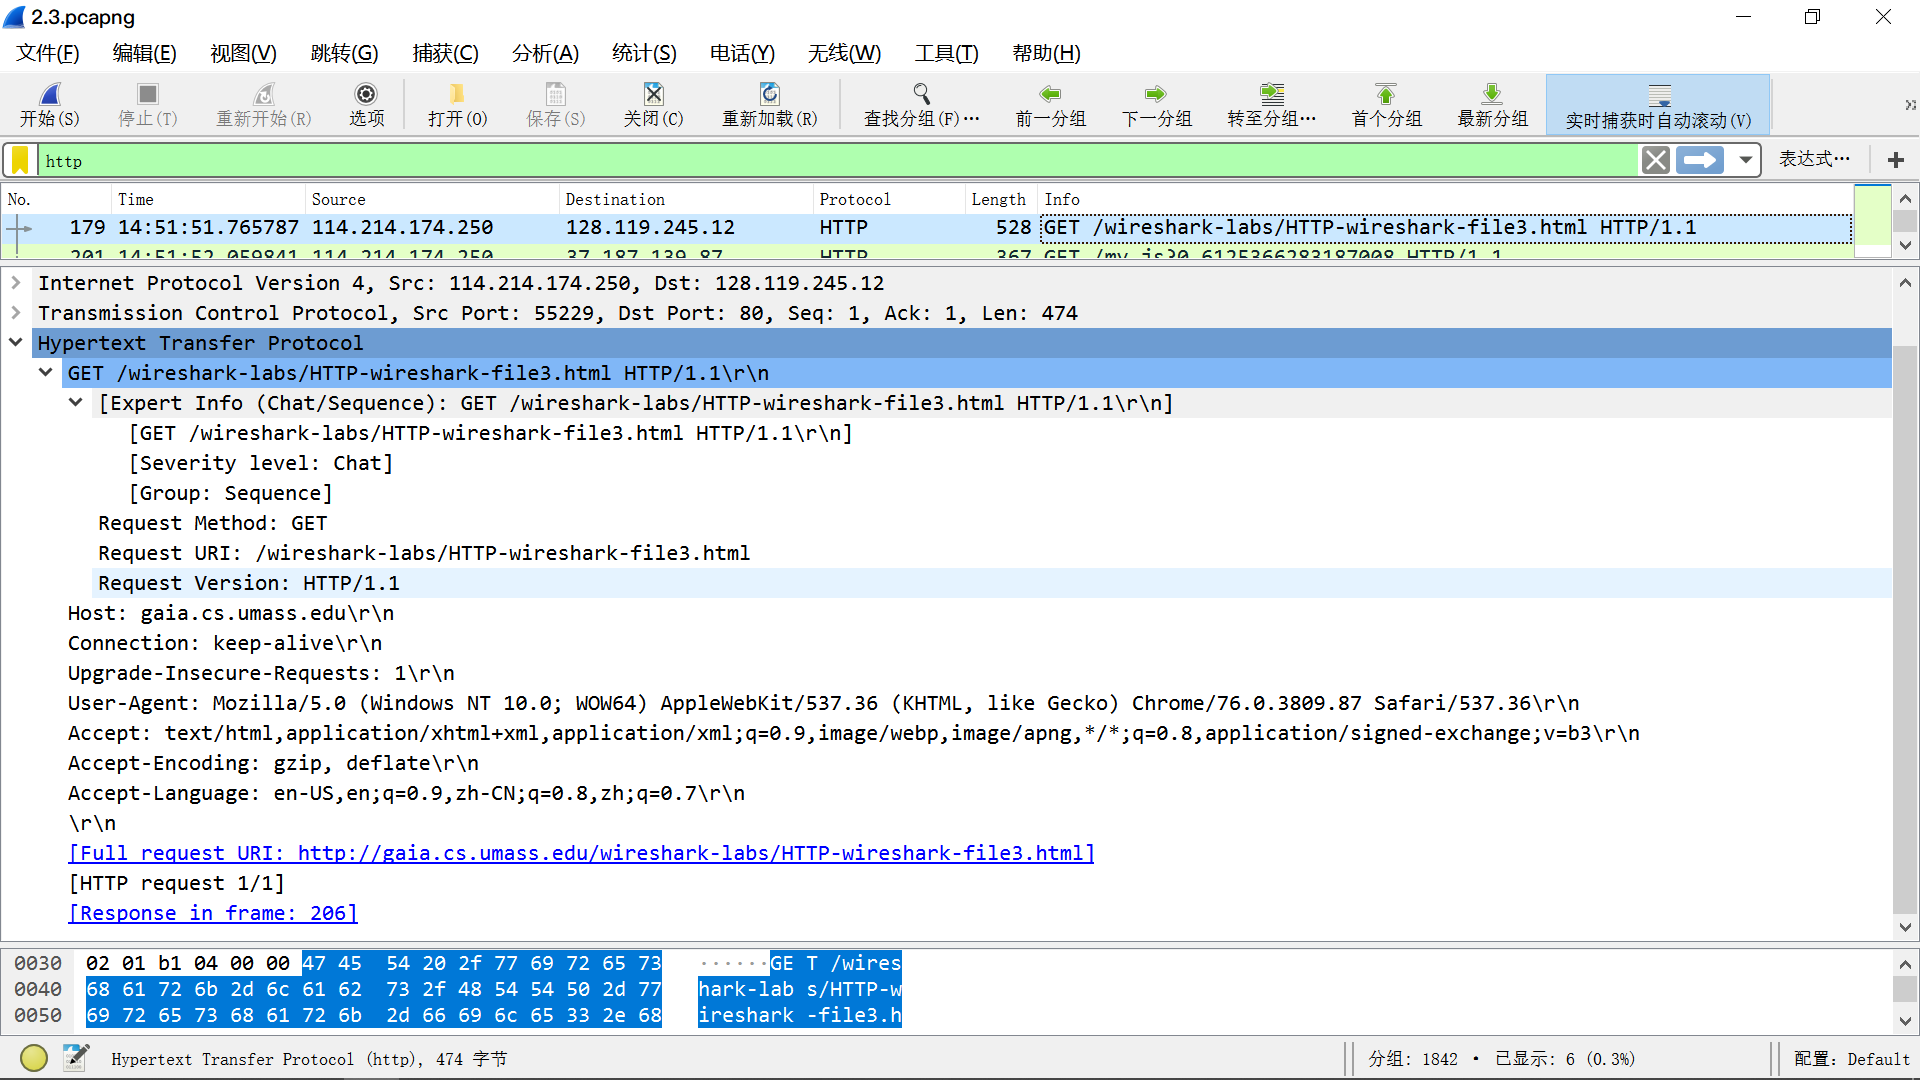 2.3.pcapng
文件(F) 编辑(E) 视图(V) 跳转(G) 捕获(C) 分析(A) 统计(S) 电话(Y) 无线(W) 工具(T) 帮助(H)
开始(S) 停止(T) 重新开始(R) 选项 打开(O) 保存(S) 关闭(C) 重新加载(R) 查找分组(F)··· 前一分组 下一分组 转至分组··· 首个分组 最新分组 实时捕获时自动滚动(V) »
http 表达式··· +
No. Time Source Destination Protocol Length Info
179 14:51:51.765787 114.214.174.250 128.119.245.12 HTTP 528 GET /wireshark-labs/HTTP-wireshark-file3.html HTTP/1.1
201 14:51:52.059841 114.214.174.250 37.187.139.87 HTTP 367 GET /my.js?0.6125366283187008 HTTP/1.1
Internet Protocol Version 4, Src: 114.214.174.250, Dst: 128.119.245.12
Transmission Control Protocol, Src Port: 55229, Dst Port: 80, Seq: 1, Ack: 1, Len: 474
Hypertext Transfer Protocol
GET /wireshark-labs/HTTP-wireshark-file3.html HTTP/1.1\r\n
[Expert Info (Chat/Sequence): GET /wireshark-labs/HTTP-wireshark-file3.html HTTP/1.1\r\n]
[GET /wireshark-labs/HTTP-wireshark-file3.html HTTP/1.1\r\n]
[Severity level: Chat]
[Group: Sequence]
Request Method: GET
Request URI: /wireshark-labs/HTTP-wireshark-file3.html
Request Version: HTTP/1.1
Host: gaia.cs.umass.edu\r\n
Connection: keep-alive\r\n
Upgrade-Insecure-Requests: 1\r\n
User-Agent: Mozilla/5.0 (Windows NT 10.0; WOW64) AppleWebKit/537.36 (KHTML, like Gecko) Chrome/76.0.3809.87 Safari/537.36\r\n
Accept: text/html,application/xhtml+xml,application/xml;q=0.9,image/webp,image/apng,*/*;q=0.8,application/signed-exchange;v=b3\r\n
Accept-Encoding: gzip, deflate\r\n
Accept-Language: en-US,en;q=0.9,zh-CN;q=0.8,zh;q=0.7\r\n
\r\n
[Full request URI: http://gaia.cs.umass.edu/wireshark-labs/HTTP-wireshark-file3.html]
[HTTP request 1/1]
[Response in frame: 206]
0030 02 01 b1 04 00 00 47 45 54 20 2f 77 69 72 65 73 ······GE T /wires
0040 68 61 72 6b 2d 6c 61 62 73 2f 48 54 54 50 2d 77 hark-lab s/HTTP-w
0050 69 72 65 73 68 61 72 6b 2d 66 69 6c 65 33 2e 68 ireshark -file3.h
Hypertext Transfer Protocol (http), 474 字节 分组: 1842 · 已显示: 6 (0.3%) 配置: Default